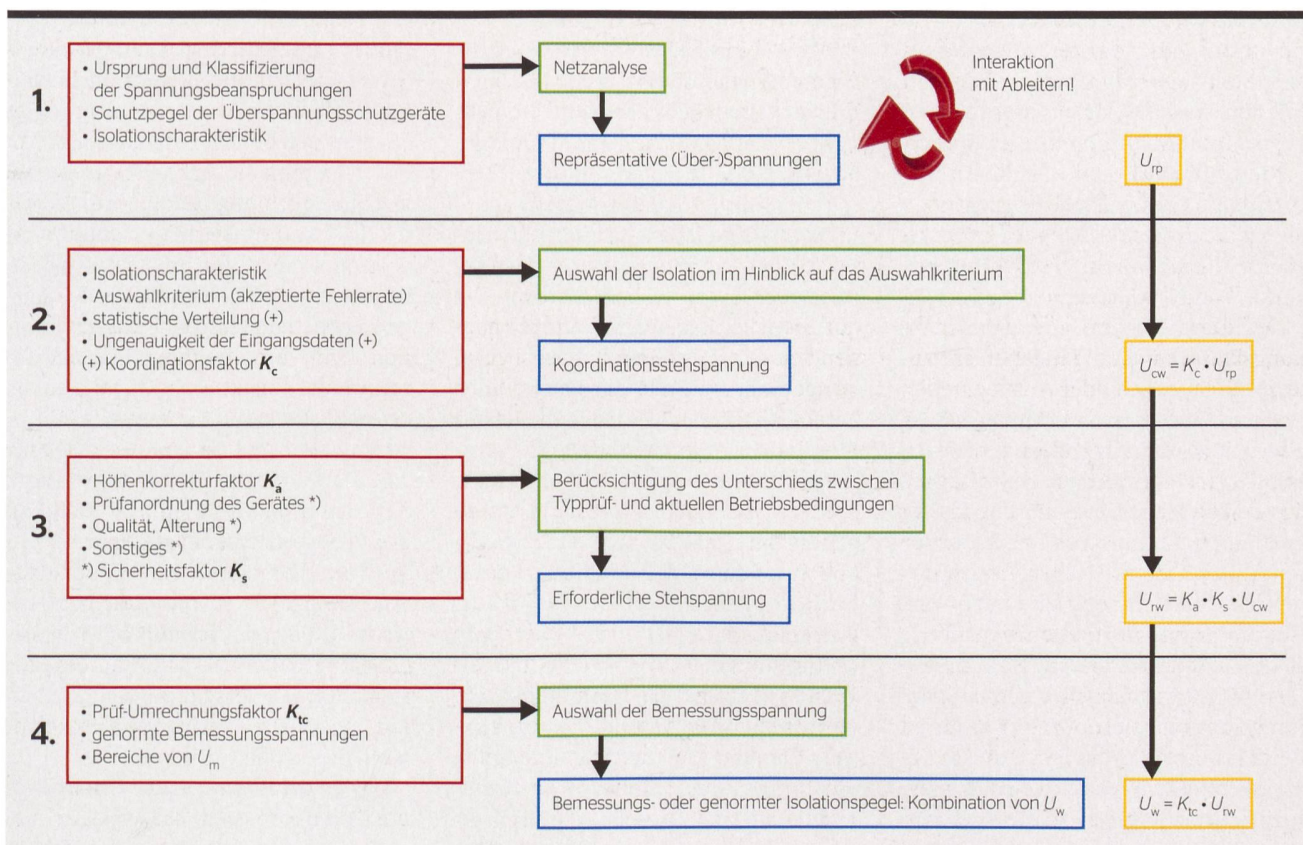 1.
• Ursprung und Klassifizierung
der Spannungsbeanspruchungen
• Schutzpegel der Überspannungsschutzgeräte
• Isolationscharakteristik
Netzanalyse
Repräsentative (Über-)Spannungen
Interaktion
mit Ableitern!
U_rp
2.
• Isolationscharakteristik
• Auswahlkriterium (akzeptierte Fehlerrate)
• statistische Verteilung (+)
• Ungenauigkeit der Eingangsdaten (+)
(+) Koordinationsfaktor K_c
Auswahl der Isolation im Hinblick auf das Auswahlkriterium
Koordinationsstehspannung
U_cw = K_c • U_rp
3.
• Höhenkorrekturfaktor K_a
• Prüfanordnung des Gerätes *)
• Qualität, Alterung *)
• Sonstiges *)
*) Sicherheitsfaktor K_s
Berücksichtigung des Unterschieds zwischen
Typprüf- und aktuellen Betriebsbedingungen
Erforderliche Stehspannung
U_rw = K_a • K_s • U_cw
4.
• Prüf-Umrechnungsfaktor K_tc
• genormte Bemessungsspannungen
• Bereiche von U_m
Auswahl der Bemessungsspannung
Bemessungs- oder genormter Isolationspegel: Kombination von U_w
U_w = K_tc • U_rw